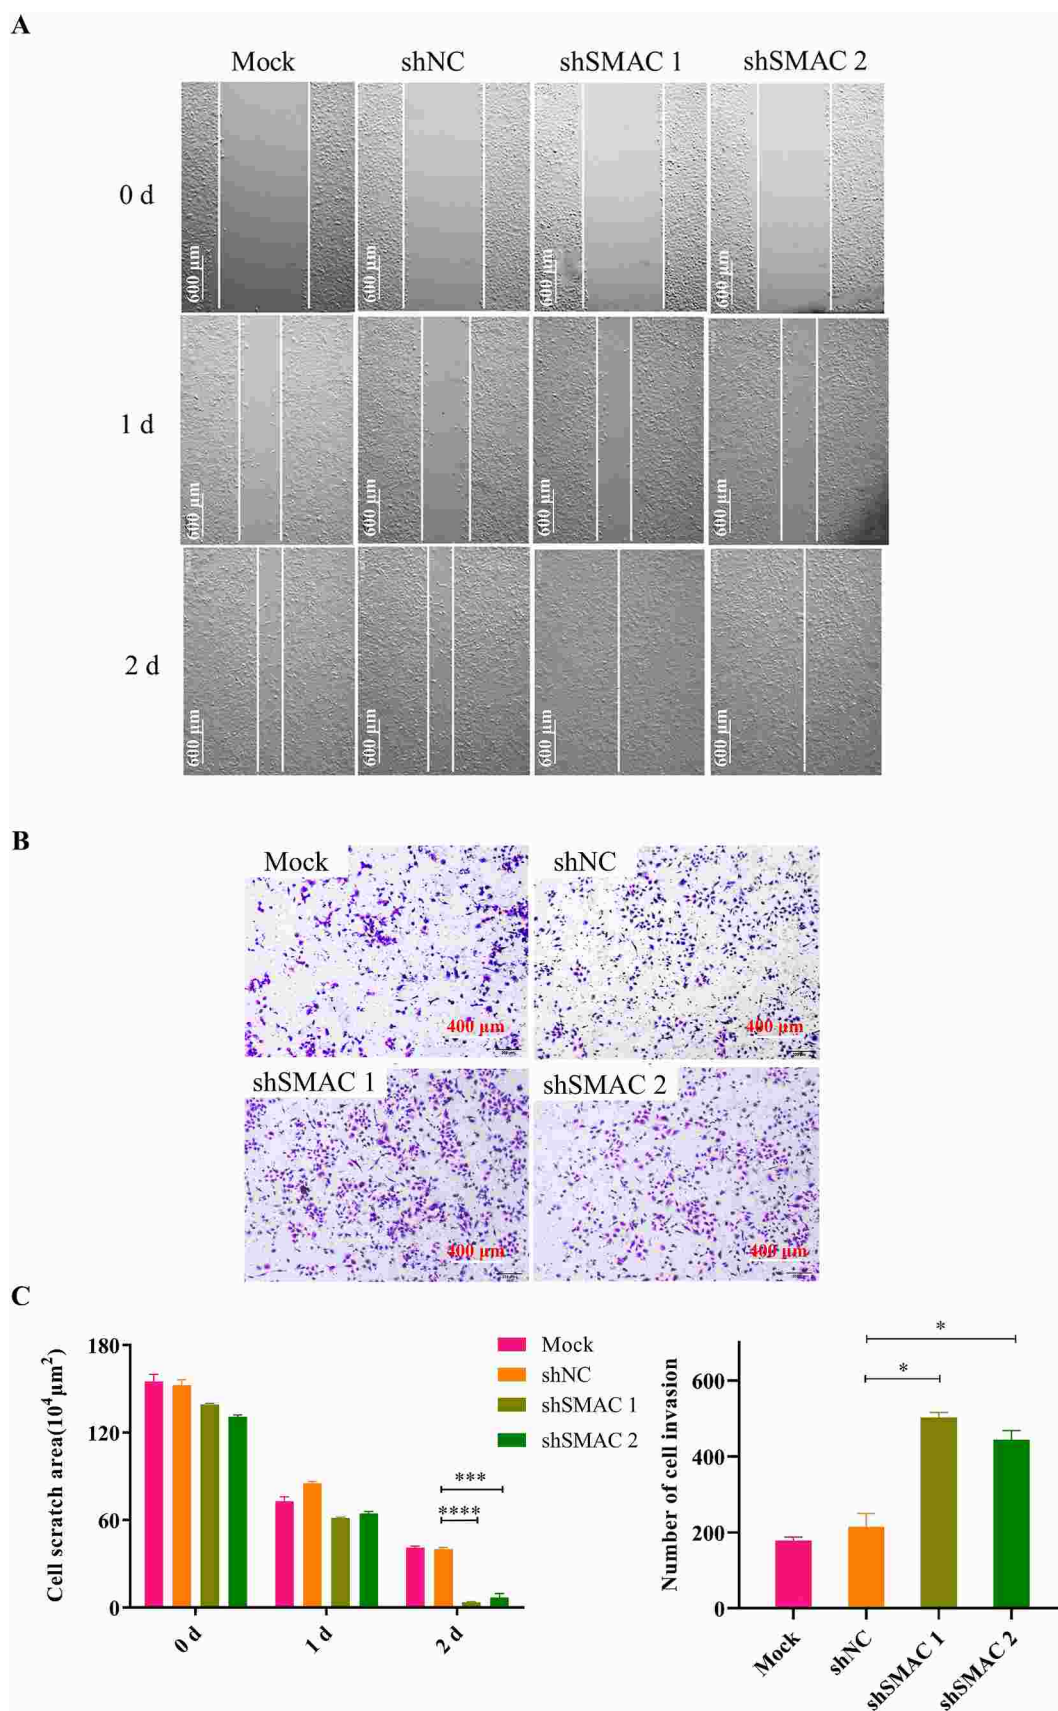 A
Mock shNC shSMAC 1 shSMAC 2
0 d
600 μm 600 μm 600 μm 600 μm
1 d
600 μm 600 μm 600 μm 600 μm
2 d
600 μm 600 μm 600 μm 600 μm
B
Mock shNC
400 μm 400 μm
shSMAC 1 shSMAC 2
400 μm 400 μm
C
Cell scratch area(10⁴μm²)
180
120
60
0
0 d 1 d 2 d
***
****
Mock
shNC
shSMAC 1
shSMAC 2
Number of cell invasion
600
400
200
0
*
*
Mock shNC shSMAC 1 shSMAC 2